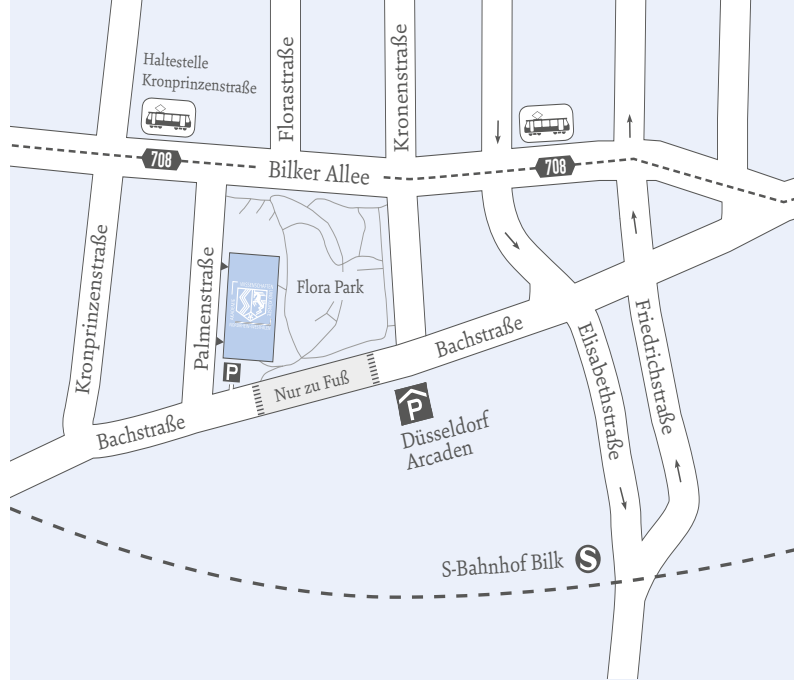 Haltestelle
Kronprinzenstraße
Florastraße
Kronenstraße
708
Bilker Allee
708
Kronprinzenstraße
Palmenstraße
Flora Park
P
Nur zu Fuß
Bachstraße
Bachstraße
P
Düsseldorf
Arcaden
Elisabethstraße
Friedrichstraße
S-Bahnhof Bilk
S